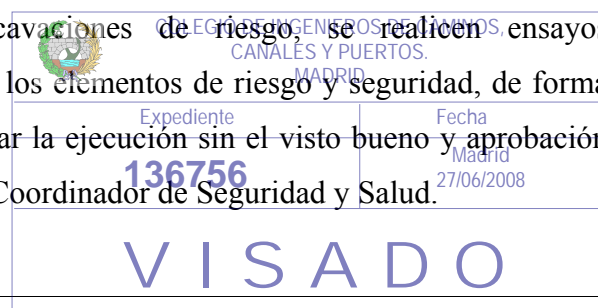 cavaciones de riesgo, se realicen ensayos
los elementos de riesgo y seguridad, de forma
ar la ejecución sin el visto bueno y aprobación
Coordinador de Seguridad y Salud.
COLEGIO DE INGENIEROS DE CAMINOS,
CANALES Y PUERTOS.
MADRID
Expediente Fecha
136756 Madrid
27/06/2008
VISADO